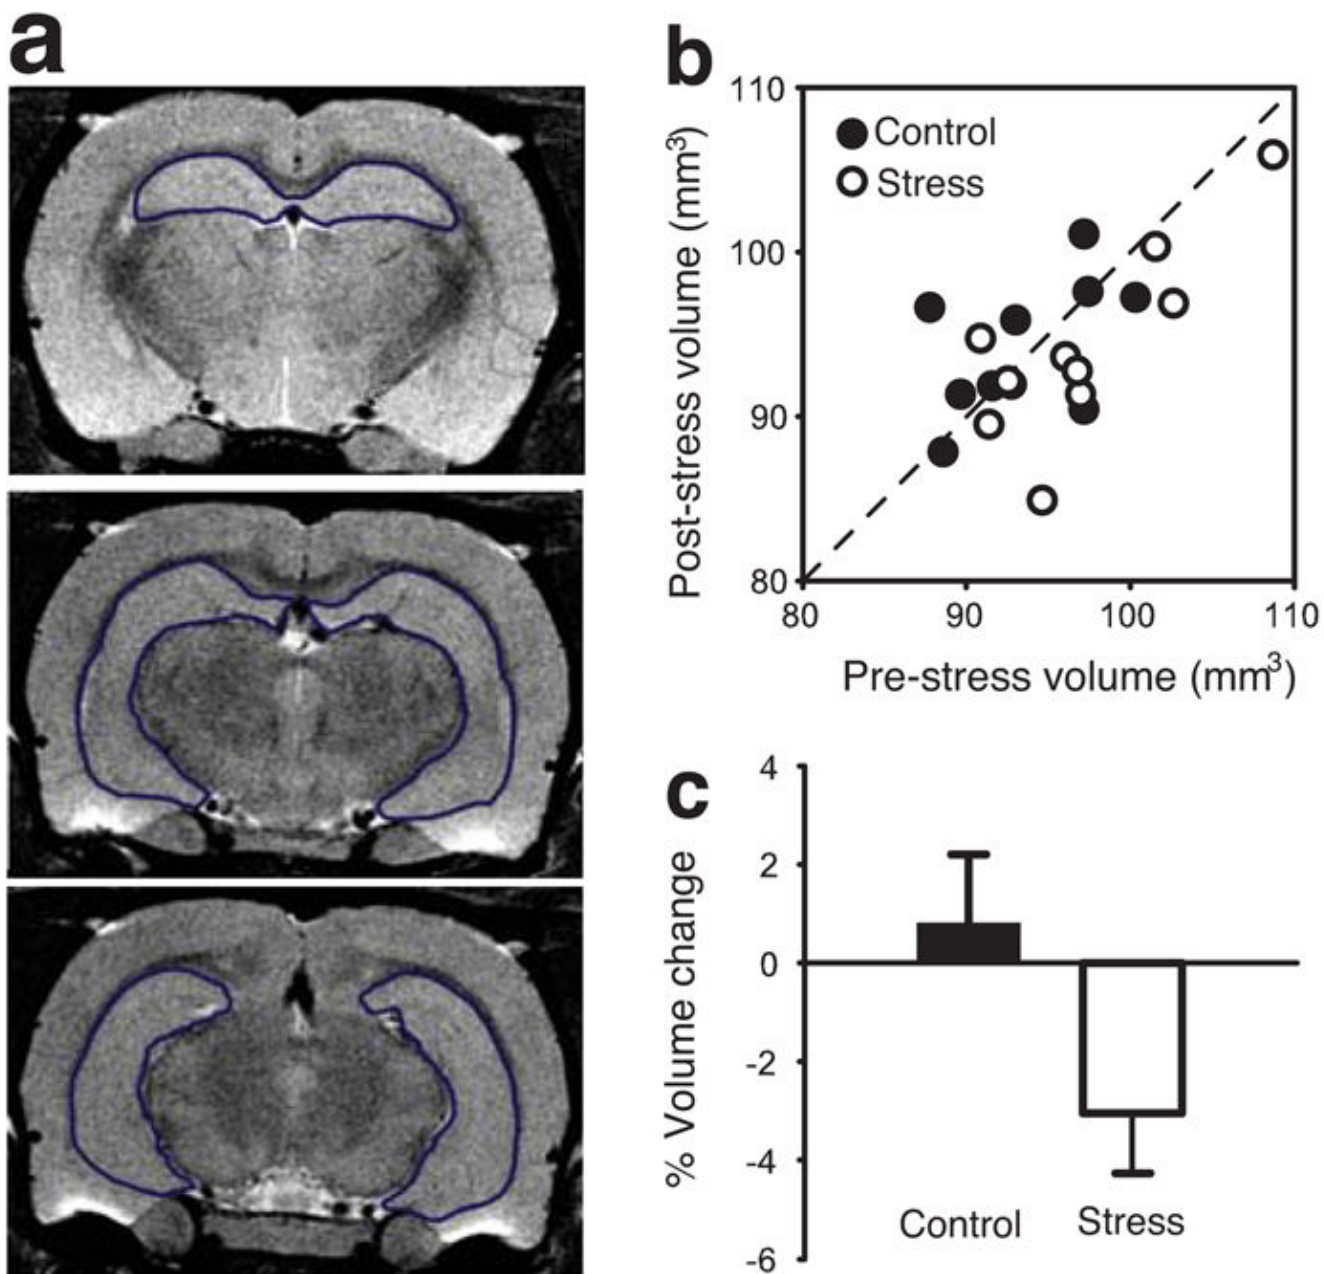 a
b
110
100
90
80
Post-stress volume (mm³)
Control
Stress
80 90 100 110
Pre-stress volume (mm³)
c
4
2
0
-2
-4
-6
% Volume change
Control Stress